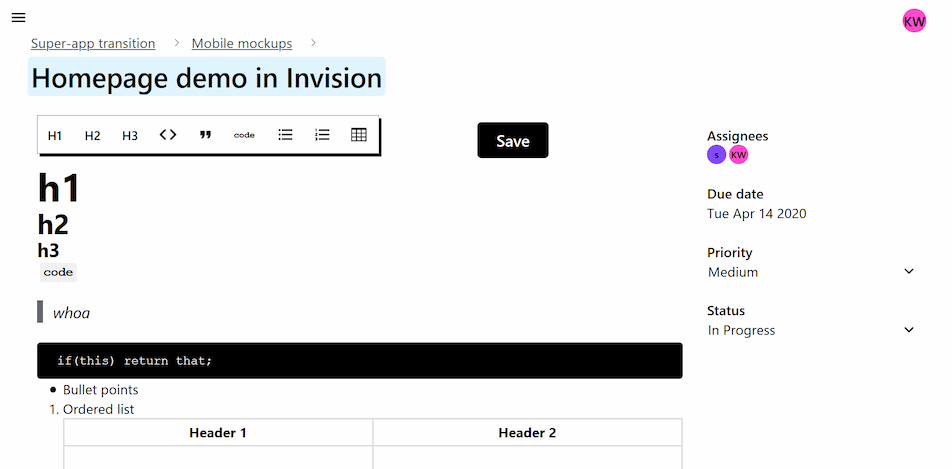 KW
Super-app transition > Mobile mockups >
Homepage demo in Invision
H1 H2 H3 <> ❞ code
Save
h1
h2
h3
code
whoa
if(this) return that;
• Bullet points
1. Ordered list
Header 1 Header 2
Assignees
s KW
Due date
Tue Apr 14 2020
Priority
Medium
Status
In Progress